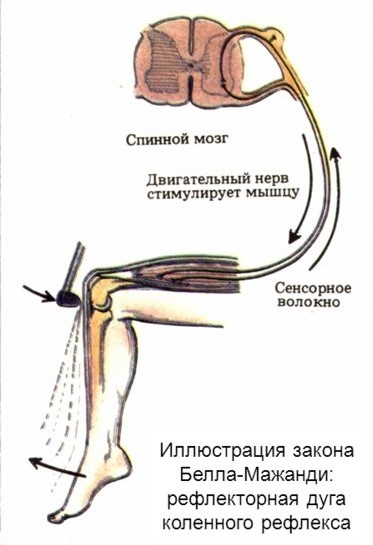 Спинной мозг
Двигательный нерв
стимулирует мышцу
Сенсорное
волокно
Иллюстрация закона
Белла-Мажанди:
рефлекторная дуга
коленного рефлекса